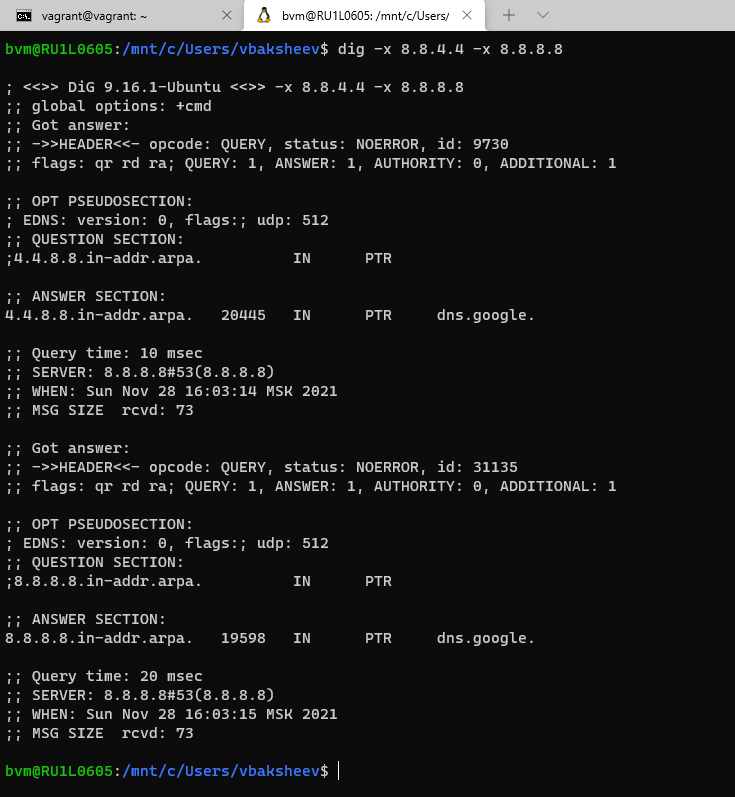 vagrant@vagrant: ~
bvm@RU1L0605: /mnt/c/Users/
bvm@RU1L0605:/mnt/c/Users/vbaksheev$ dig -x 8.8.4.4 -x 8.8.8.8
; <<>> DiG 9.16.1-Ubuntu <<>> -x 8.8.4.4 -x 8.8.8.8
;; global options: +cmd
;; Got answer:
;; ->>HEADER<<- opcode: QUERY, status: NOERROR, id: 9730
;; flags: qr rd ra; QUERY: 1, ANSWER: 1, AUTHORITY: 0, ADDITIONAL: 1
;; OPT PSEUDOSECTION:
; EDNS: version: 0, flags:; udp: 512
;; QUESTION SECTION:
;4.4.8.8.in-addr.arpa. IN PTR
;; ANSWER SECTION:
4.4.8.8.in-addr.arpa. 20445 IN PTR dns.google.
;; Query time: 10 msec
;; SERVER: 8.8.8.8#53(8.8.8.8)
;; WHEN: Sun Nov 28 16:03:14 MSK 2021
;; MSG SIZE rcvd: 73
;; Got answer:
;; ->>HEADER<<- opcode: QUERY, status: NOERROR, id: 31135
;; flags: qr rd ra; QUERY: 1, ANSWER: 1, AUTHORITY: 0, ADDITIONAL: 1
;; OPT PSEUDOSECTION:
; EDNS: version: 0, flags:; udp: 512
;; QUESTION SECTION:
;8.8.8.8.in-addr.arpa. IN PTR
;; ANSWER SECTION:
8.8.8.8.in-addr.arpa. 19598 IN PTR dns.google.
;; Query time: 20 msec
;; SERVER: 8.8.8.8#53(8.8.8.8)
;; WHEN: Sun Nov 28 16:03:15 MSK 2021
;; MSG SIZE rcvd: 73
bvm@RU1L0605:/mnt/c/Users/vbaksheev$